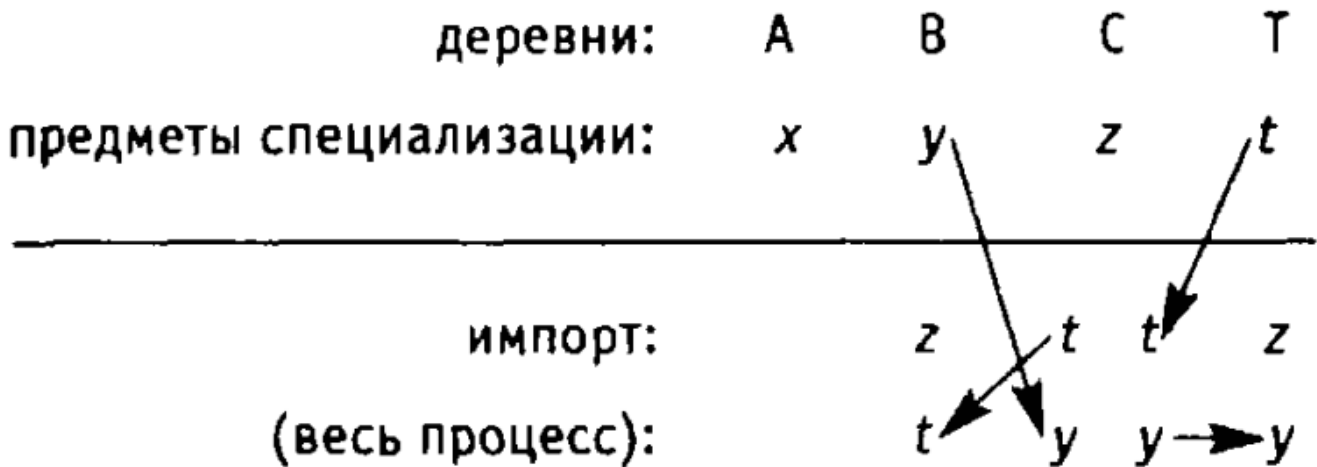 деревни: A B C T
предметы специализации: x y z t
импорт: z t t z
(весь процесс): t y y y